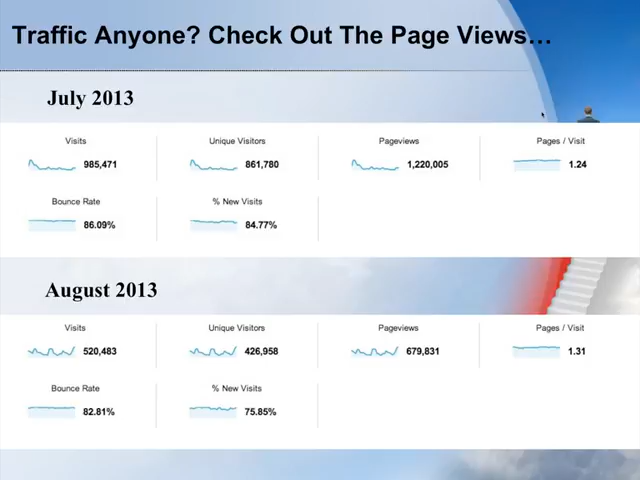 Traffic Anyone? Check Out The Page Views...
July 2013
Visits Unique Visitors Pageviews Pages / Visit
985,471 861,780 1,220,005 1.24
Bounce Rate % New Visits
86.09% 84.77%
August 2013
Visits Unique Visitors Pageviews Pages / Visit
520,483 426,958 679,831 1.31
Bounce Rate % New Visits
82.81% 75.85%